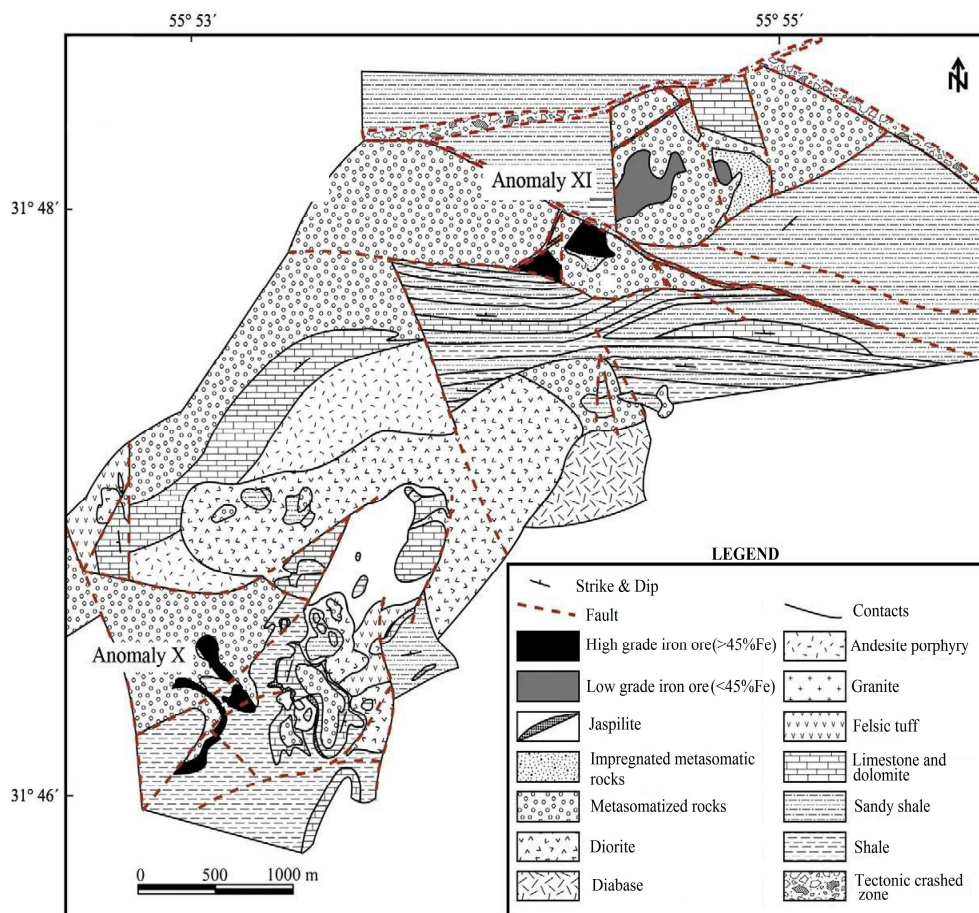 55° 53'
55° 55'
N
Anomaly XI
31° 48'
Anomaly X
31° 46'
0 500 1000 m
LEGEND
Strike & Dip
Fault
High grade iron ore (>45%Fe)
Low grade iron ore (<45%Fe)
Jaspilite
Impregnated metasomatic
rocks
Metasomatized rocks
Diorite
Diabase
Contacts
Andesite porphyry
Granite
Felsic tuff
Limestone and
dolomite
Sandy shale
Shale
Tectonic crashed
zone